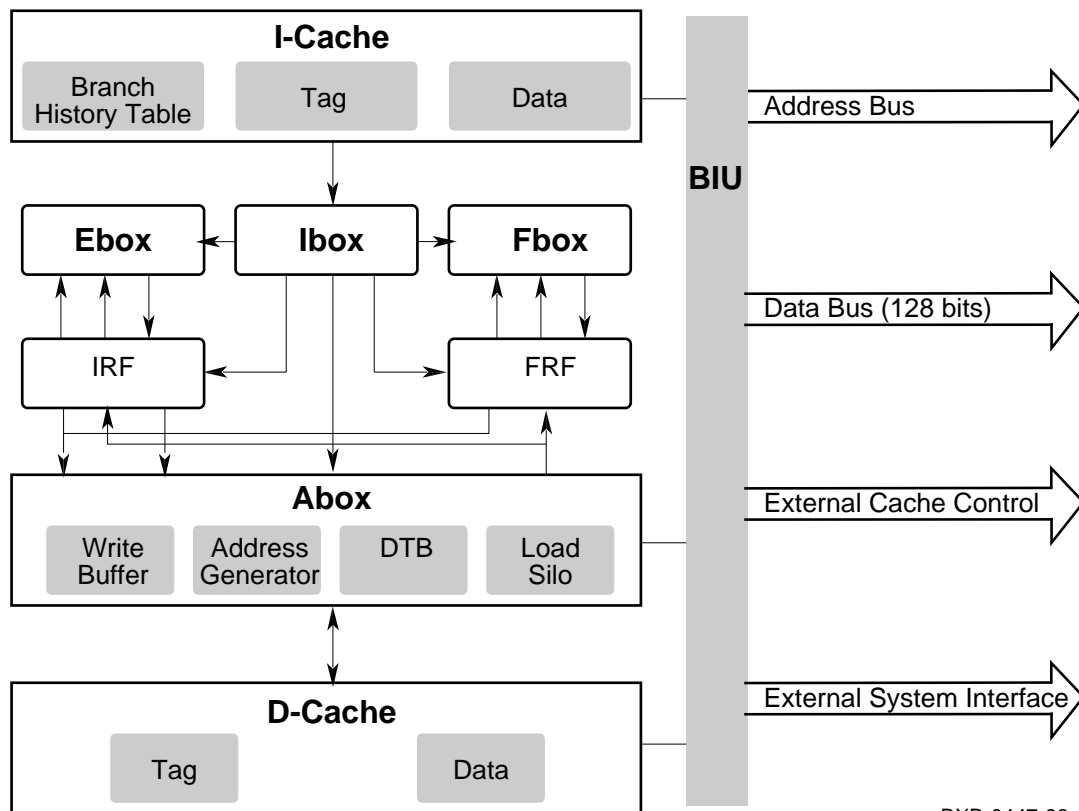 I-Cache
Branch
History Table
Tag
Data
Address Bus
BIU
Ebox
Ibox
Fbox
Data Bus (128 bits)
IRF
FRF
Abox
External Cache Control
Write
Buffer
Address
Generator
DTB
Load
Silo
External System Interface
D-Cache
Tag
Data